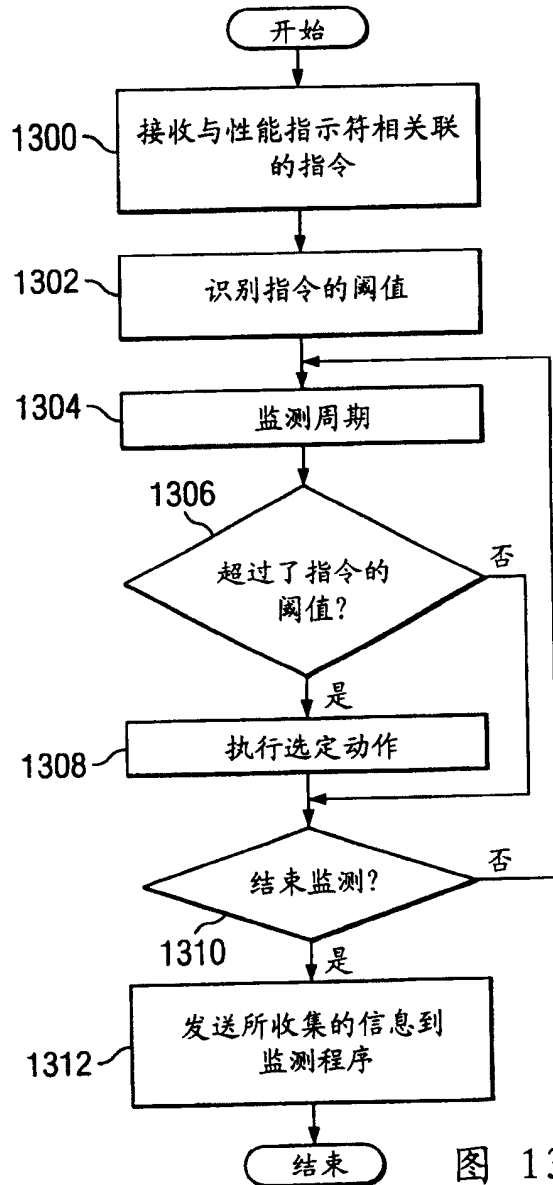 开始
1300
接收与性能指示符相关联
的指令
1302
识别指令的阈值
1304
监测周期
1306
超过了指令的
阈值?
否
是
1308
执行选定动作
结束监测?
否
1310
是
1312
发送所收集的信息到
监测程序
结束
图 13